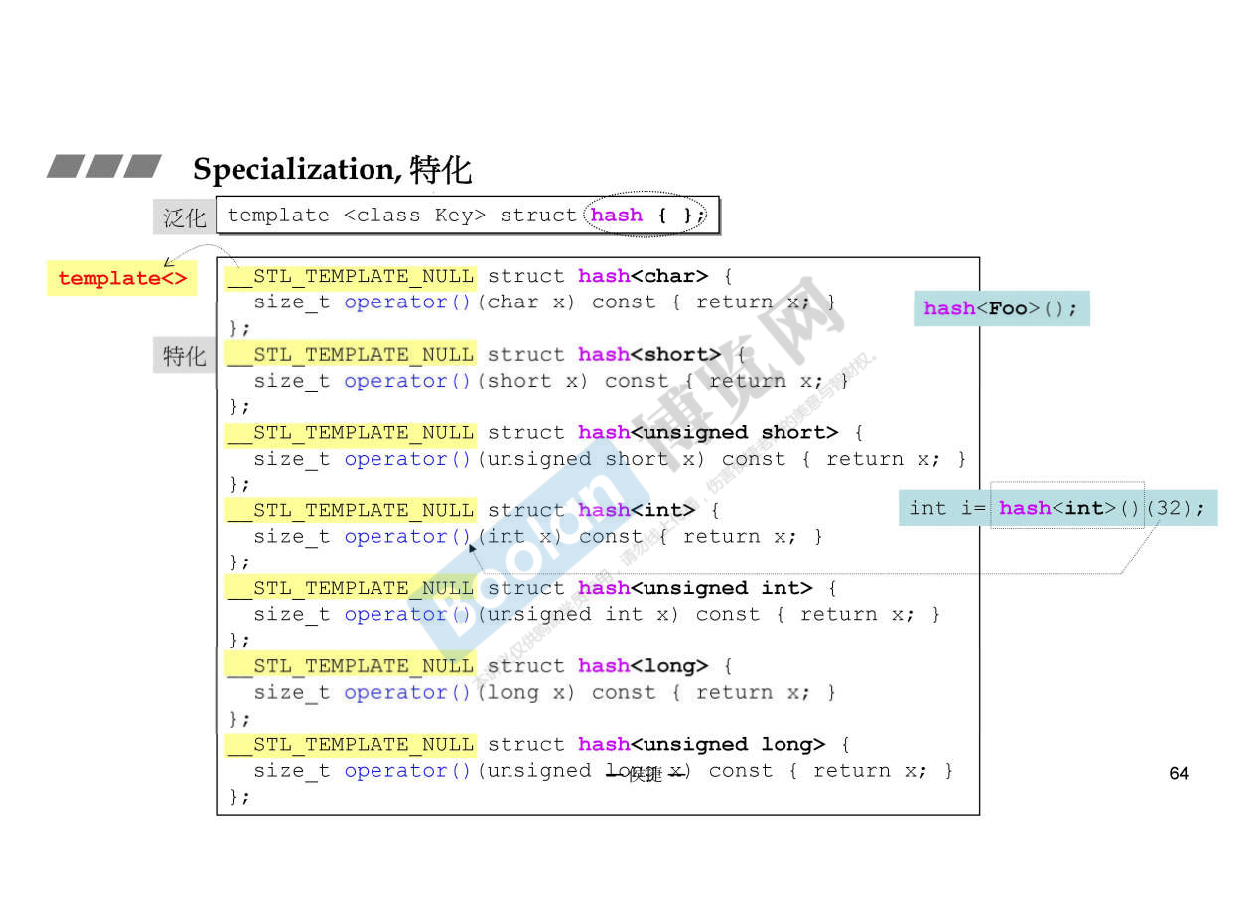 Specialization, 特化
泛化
template <class Key> struct hash { };
template<>
__STL_TEMPLATE_NULL struct hash<char> {
size_t operator()(char x) const { return x; }
};
hash<Foo>();
特化
__STL_TEMPLATE_NULL struct hash<short> {
size_t operator()(short x) const { return x; }
};
__STL_TEMPLATE_NULL struct hash<unsigned short> {
size_t operator()(unsigned short x) const { return x; }
};
__STL_TEMPLATE_NULL struct hash<int> {
size_t operator()(int x) const { return x; }
};
int i= hash<int>()(32);
__STL_TEMPLATE_NULL struct hash<unsigned int> {
size_t operator()(unsigned int x) const { return x; }
};
__STL_TEMPLATE_NULL struct hash<long> {
size_t operator()(long x) const { return x; }
};
__STL_TEMPLATE_NULL struct hash<unsigned long> {
size_t operator()(unsigned long x) const { return x; }
};
— 侯捷 —
64
Boolan 博览网